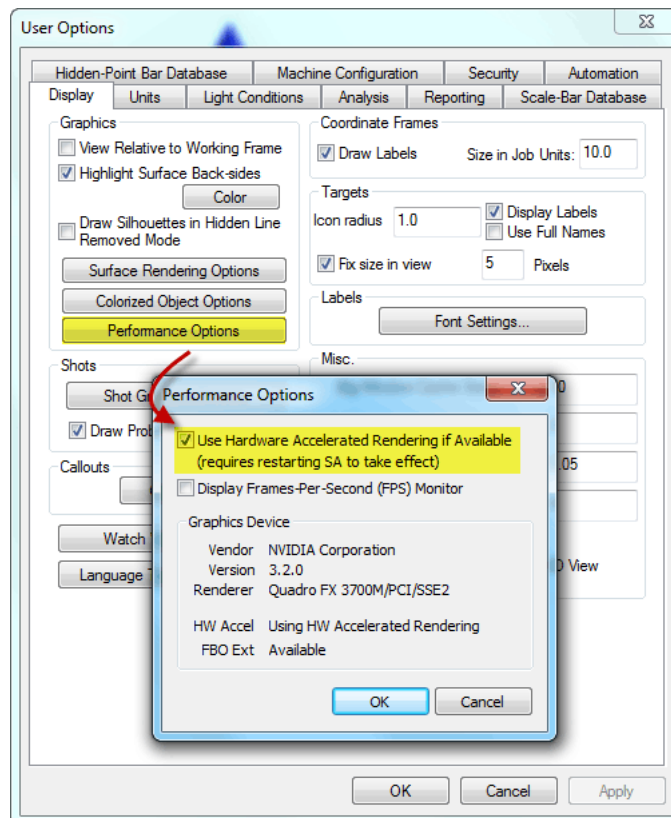 User Options
Hidden-Point Bar Database
Machine Configuration
Security
Automation
Display
Units
Light Conditions
Analysis
Reporting
Scale-Bar Database
Graphics
View Relative to Working Frame
Highlight Surface Back-sides
Color
Draw Silhouettes in Hidden Line
Removed Mode
Surface Rendering Options
Colorized Object Options
Performance Options
Coordinate Frames
Draw Labels
Size in Job Units: 10.0
Targets
Icon radius 1.0
Display Labels
Use Full Names
Fix size in view
5 Pixels
Labels
Font Settings...
Shots
Shot
Draw
Callouts
Watch
Language
Misc.
View
Performance Options
Use Hardware Accelerated Rendering if Available
(requires restarting SA to take effect)
Display Frames-Per-Second (FPS) Monitor
Graphics Device
Vendor NVIDIA Corporation
Version 3.2.0
Renderer Quadro FX 3700M/PCI/SSE2
HW Accel Using HW Accelerated Rendering
FBO Ext Available
OK
Cancel
OK
Cancel
Apply